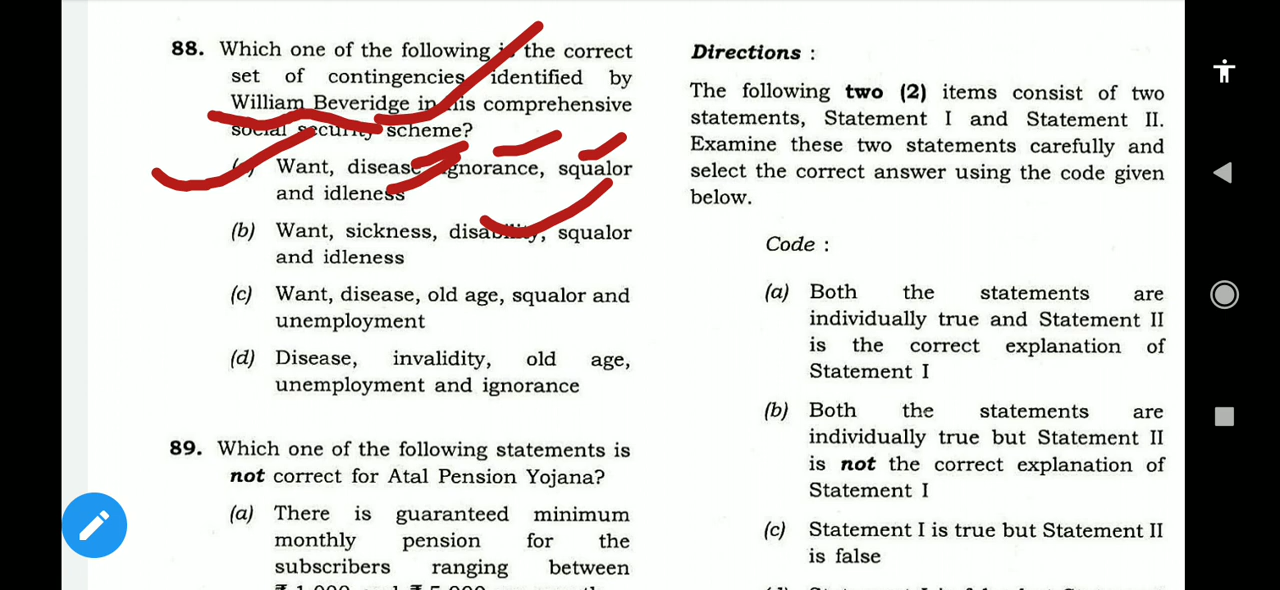 88. Which one of the following is the correct
set of contingencies identified by
William Beveridge in his comprehensive
social security scheme?
Want, disease, ignorance, squalor
and idleness
(b) Want, sickness, disability, squalor
and idleness
(c) Want, disease, old age, squalor and
unemployment
(d) Disease, invalidity, old age,
unemployment and ignorance
89. Which one of the following statements is
not correct for Atal Pension Yojana?
(a) There is guaranteed minimum
monthly pension for the
subscribers ranging between
Directions :
The following two (2) items consist of two
statements, Statement I and Statement II.
Examine these two statements carefully and
select the correct answer using the code given
below.
Code :
(a) Both the statements are
individually true and Statement II
is the correct explanation of
Statement I
(b) Both the statements are
individually true but Statement II
is not the correct explanation of
Statement I
(c) Statement I is true but Statement II
is false